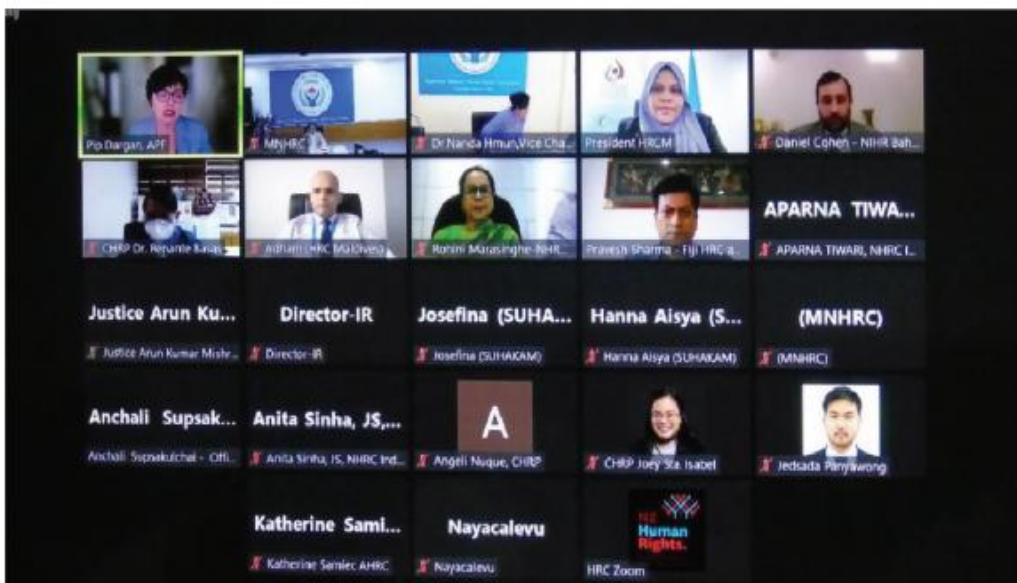 Pip Dargan, APF
MNHRC
Dr Nanda Hmun,Vice Cha...
President HRCM
Daniel Cohen - NIHR Bah...
CHRP Dr. Renante Basas
Adham (HRC Maldives)
Rohini Marasinghe-NHR...
Pravesh Sharma - Fiji HRC a...
APARNA TIWA...
APARNA TIWARI, NHRC I...
Justice Arun Ku...
Justice Arun Kumar Mishr...
Director-IR
Director-IR
Josefina (SUHA...
Josefina (SUHAKAM)
Hanna Aisya (S...
Hanna Aisya (SUHAKAM)
(MNHRC)
(MNHRC)
Anchali Supsak...
Anchali Supsakulchai - Offi...
Anita Sinha, JS,...
Anita Sinha, JS, NHRC Ind...
A
Angeli Nuque, CHRP
CHRP Joey Sta. Isabel
Jedsada Panyawong
Katherine Sami...
Katherine Samiec AHRC
Nayacalevu
Nayacalevu
NZ
Human
Rights.
HRC Zoom